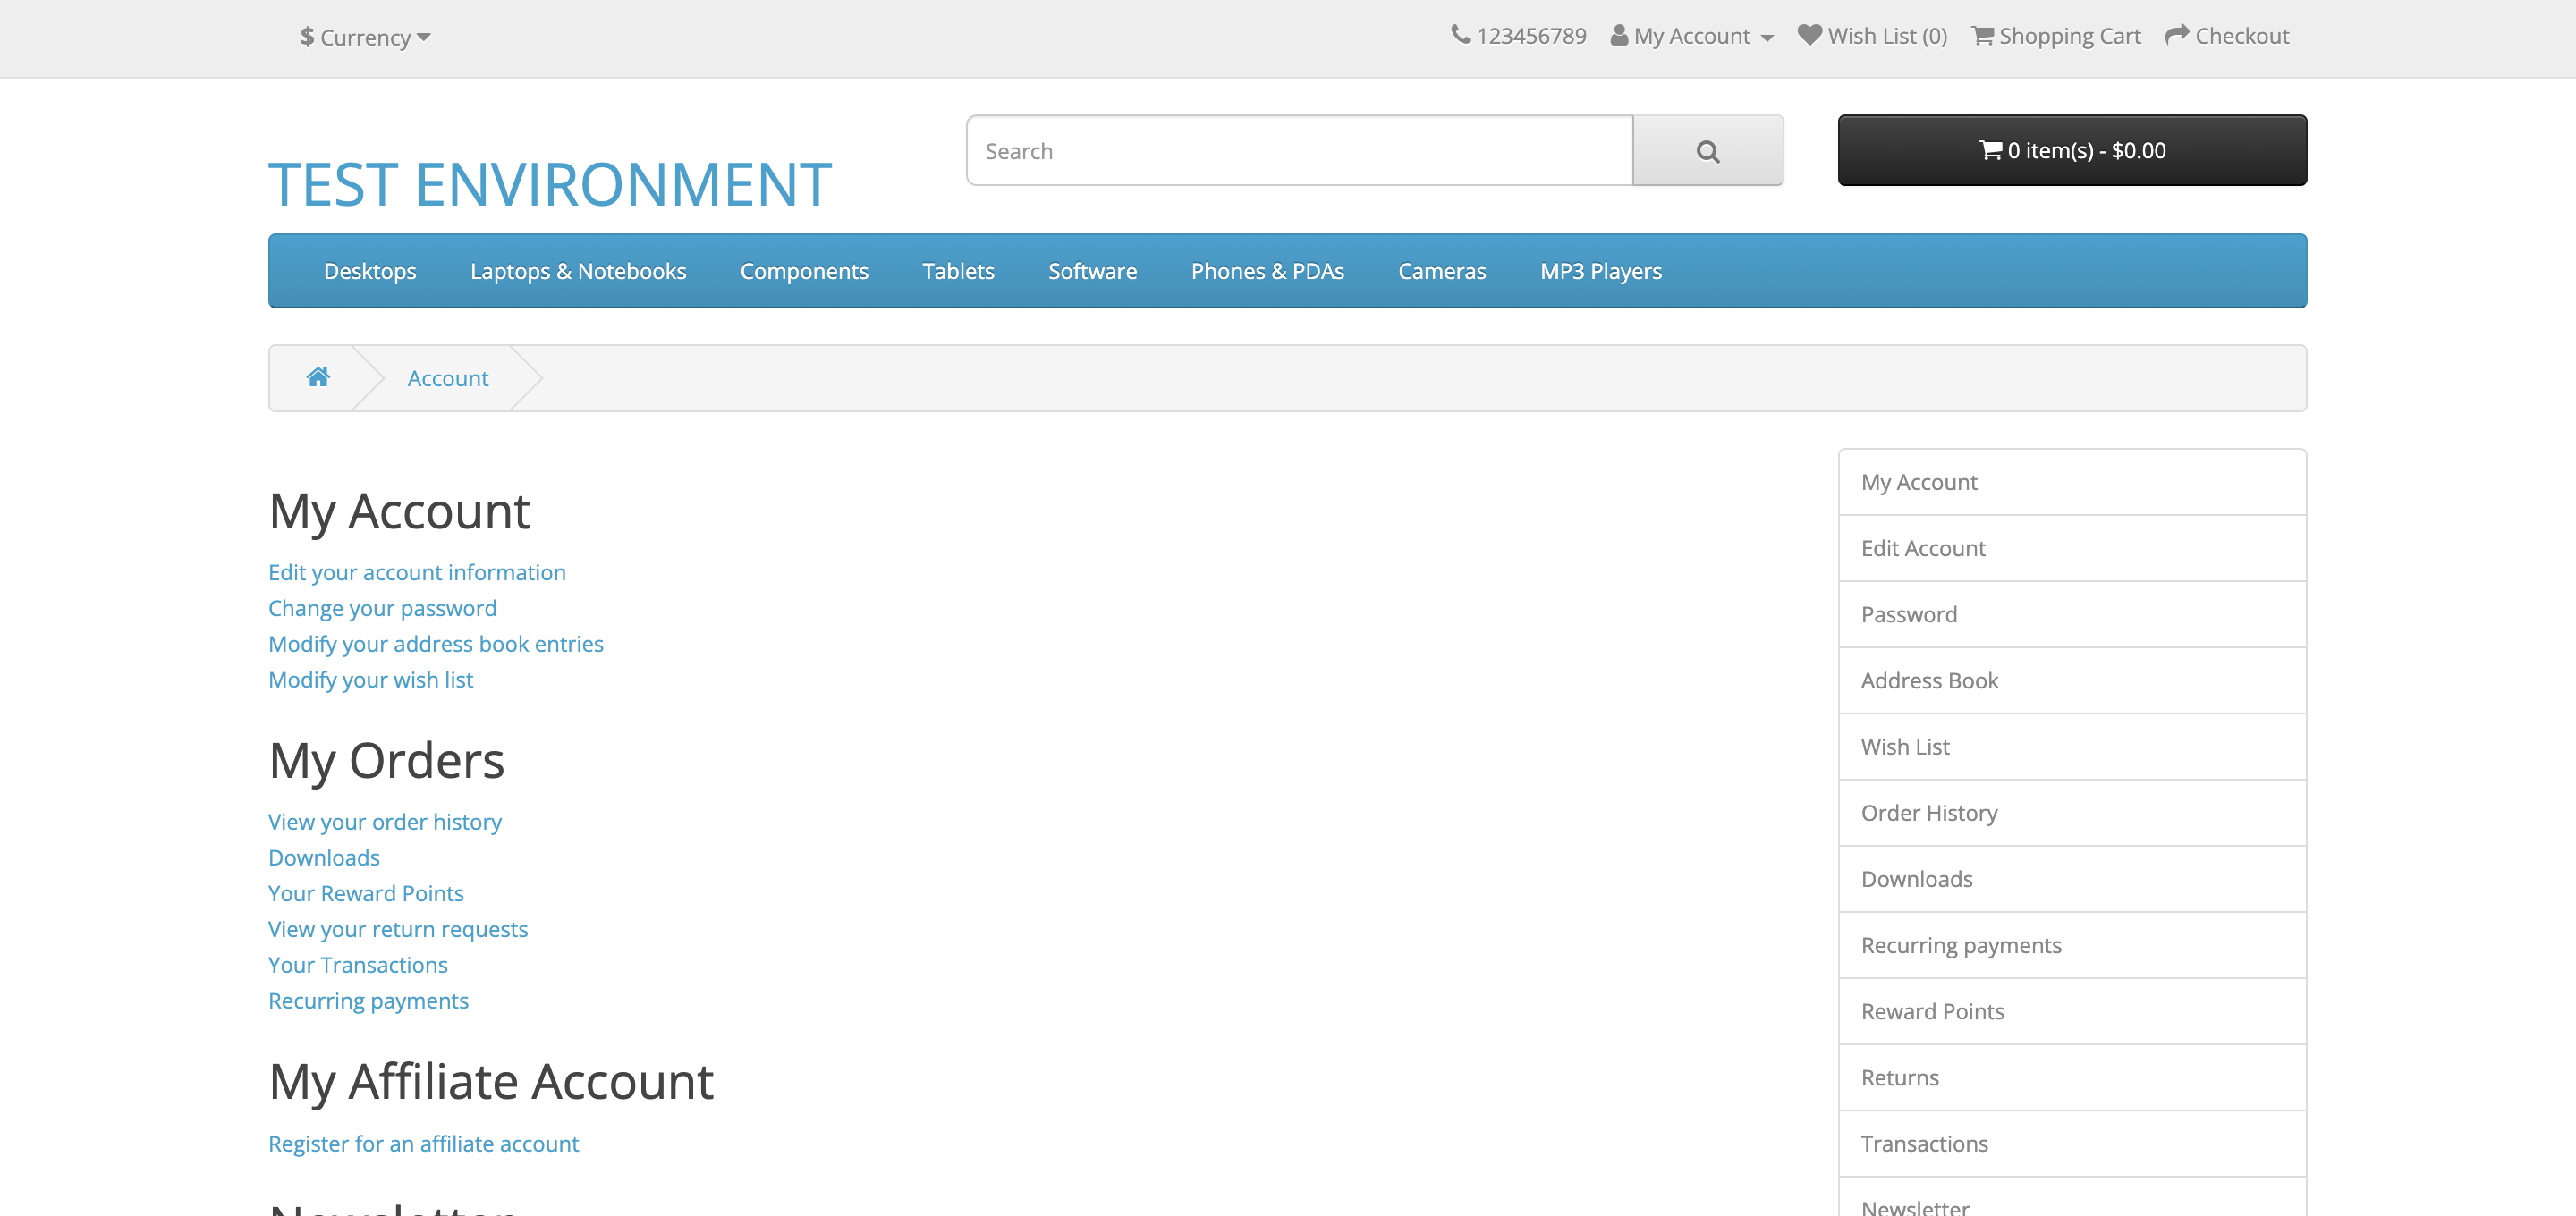 $ Currency
123456789 My Account Wish List (0) Shopping Cart Checkout
TEST ENVIRONMENT
Search
0 item(s) - $0.00
Desktops Laptops & Notebooks Components Tablets Software Phones & PDAs Cameras MP3 Players
Account
My Account
Edit your account information
Change your password
Modify your address book entries
Modify your wish list
My Orders
View your order history
Downloads
Your Reward Points
View your return requests
Your Transactions
Recurring payments
My Affiliate Account
Register for an affiliate account
Newsletter
My Account
Edit Account
Password
Address Book
Wish List
Order History
Downloads
Recurring payments
Reward Points
Returns
Transactions
Newsletter